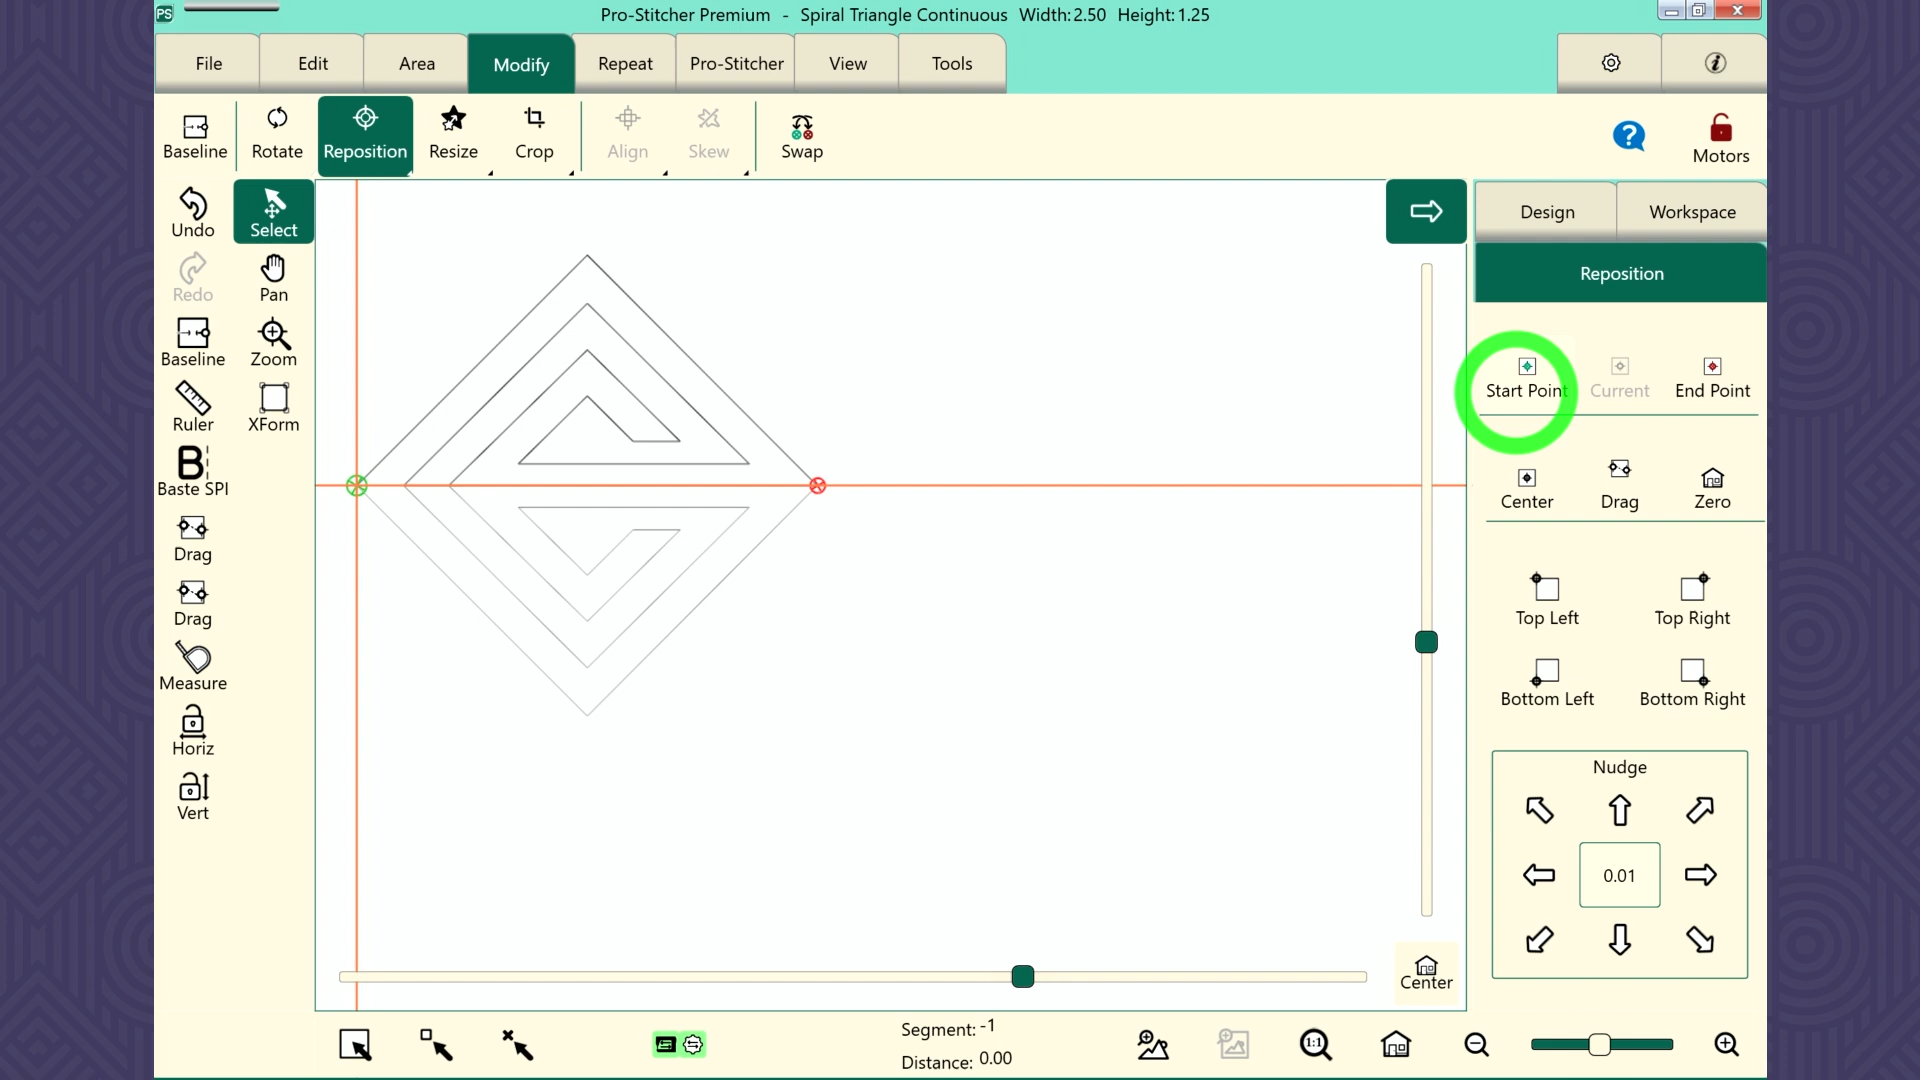 PS
Pro-Stitcher Premium - Spiral Triangle Continuous Width:2.50 Height:1.25
File Edit Area Modify Repeat Pro-Stitcher View Tools
Baseline Rotate Reposition Resize Crop Align Skew Swap Motors
Undo Select
Redo Pan
Baseline Zoom
Ruler XForm
Baste SPI
Drag
Drag
Measure
Horiz
Vert
Design Workspace
Reposition
Start Point Current End Point
Center Drag Zero
Top Left Top Right
Bottom Left Bottom Right
Nudge
0.01
Center
Segment: -1
Distance: 0.00
1:1